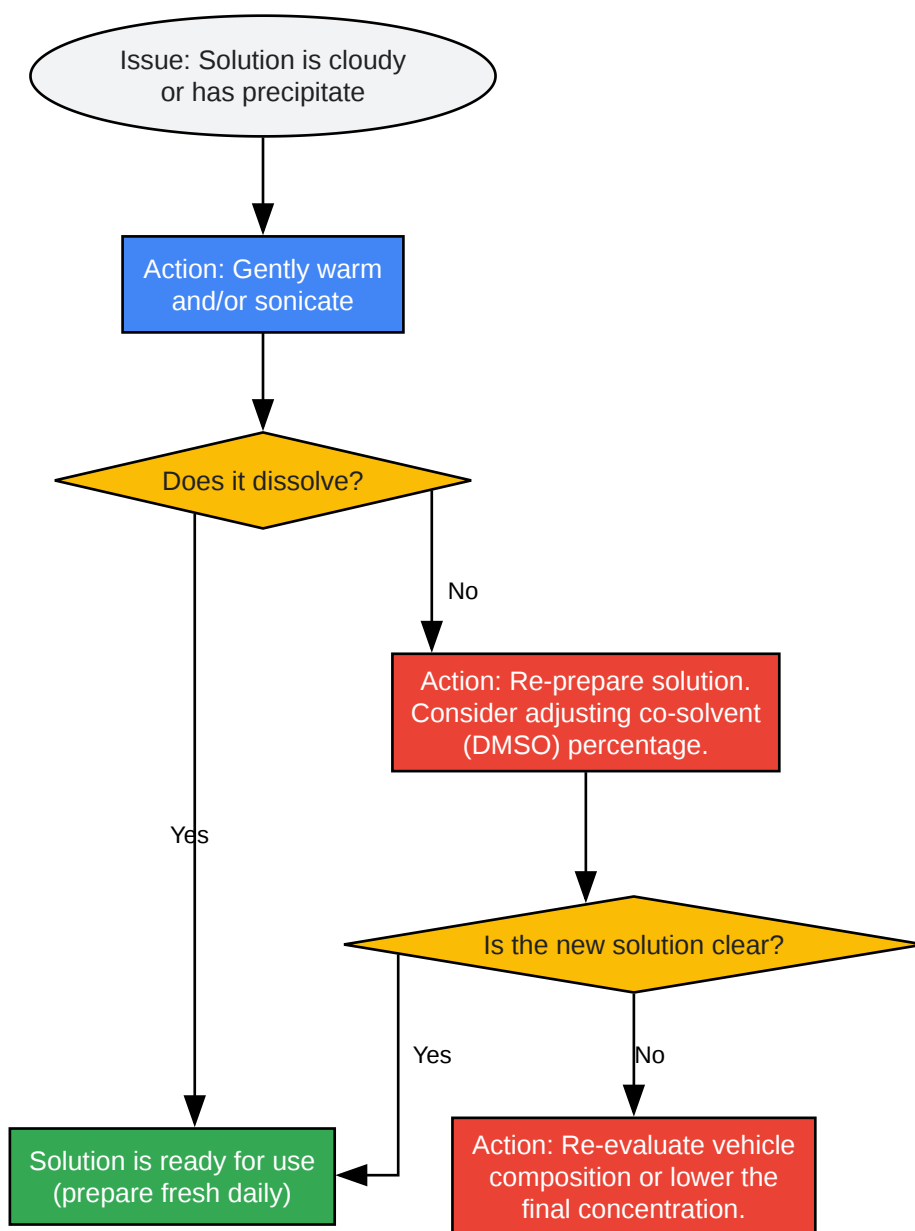 Issue: Solution is cloudy
or has precipitate
Action: Gently warm
and/or sonicate
Does it dissolve?
No
Action: Re-prepare solution.
Consider adjusting co-solvent
(DMSO) percentage.
Yes
Is the new solution clear?
Yes
No
Solution is ready for use
(prepare fresh daily)
Action: Re-evaluate vehicle
composition or lower the
final concentration.